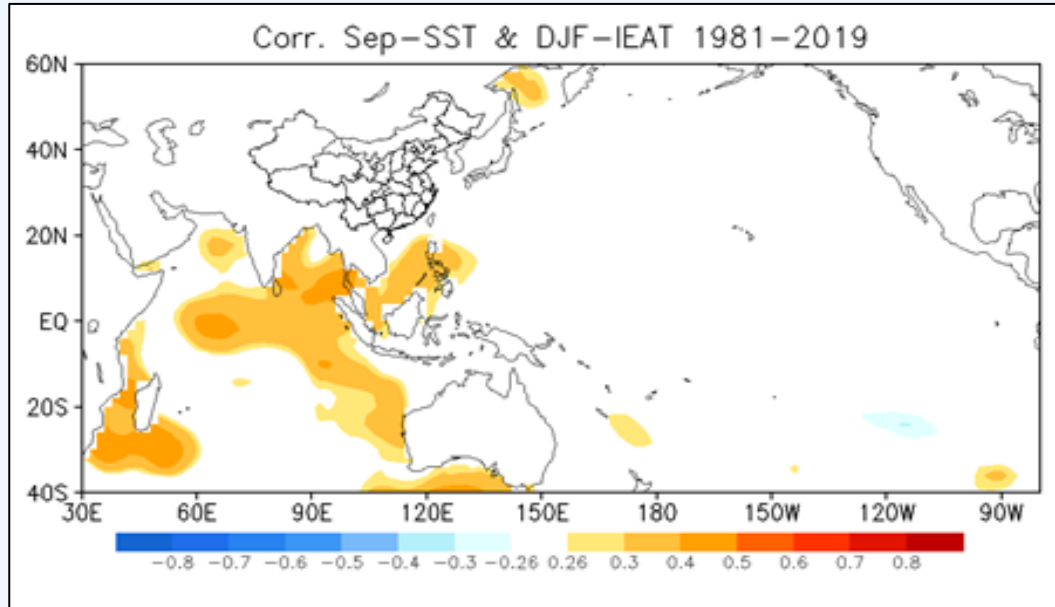 Corr. Sep-SST & DJF-IEAT 1981-2019
60N
40N
20N
EQ
20S
40S
30E 60E 90E 120E 150E 180 150W 120W 90W
-0.8 -0.7 -0.6 -0.5 -0.4 -0.3 -0.26 0.26 0.3 0.4 0.5 0.6 0.7 0.8